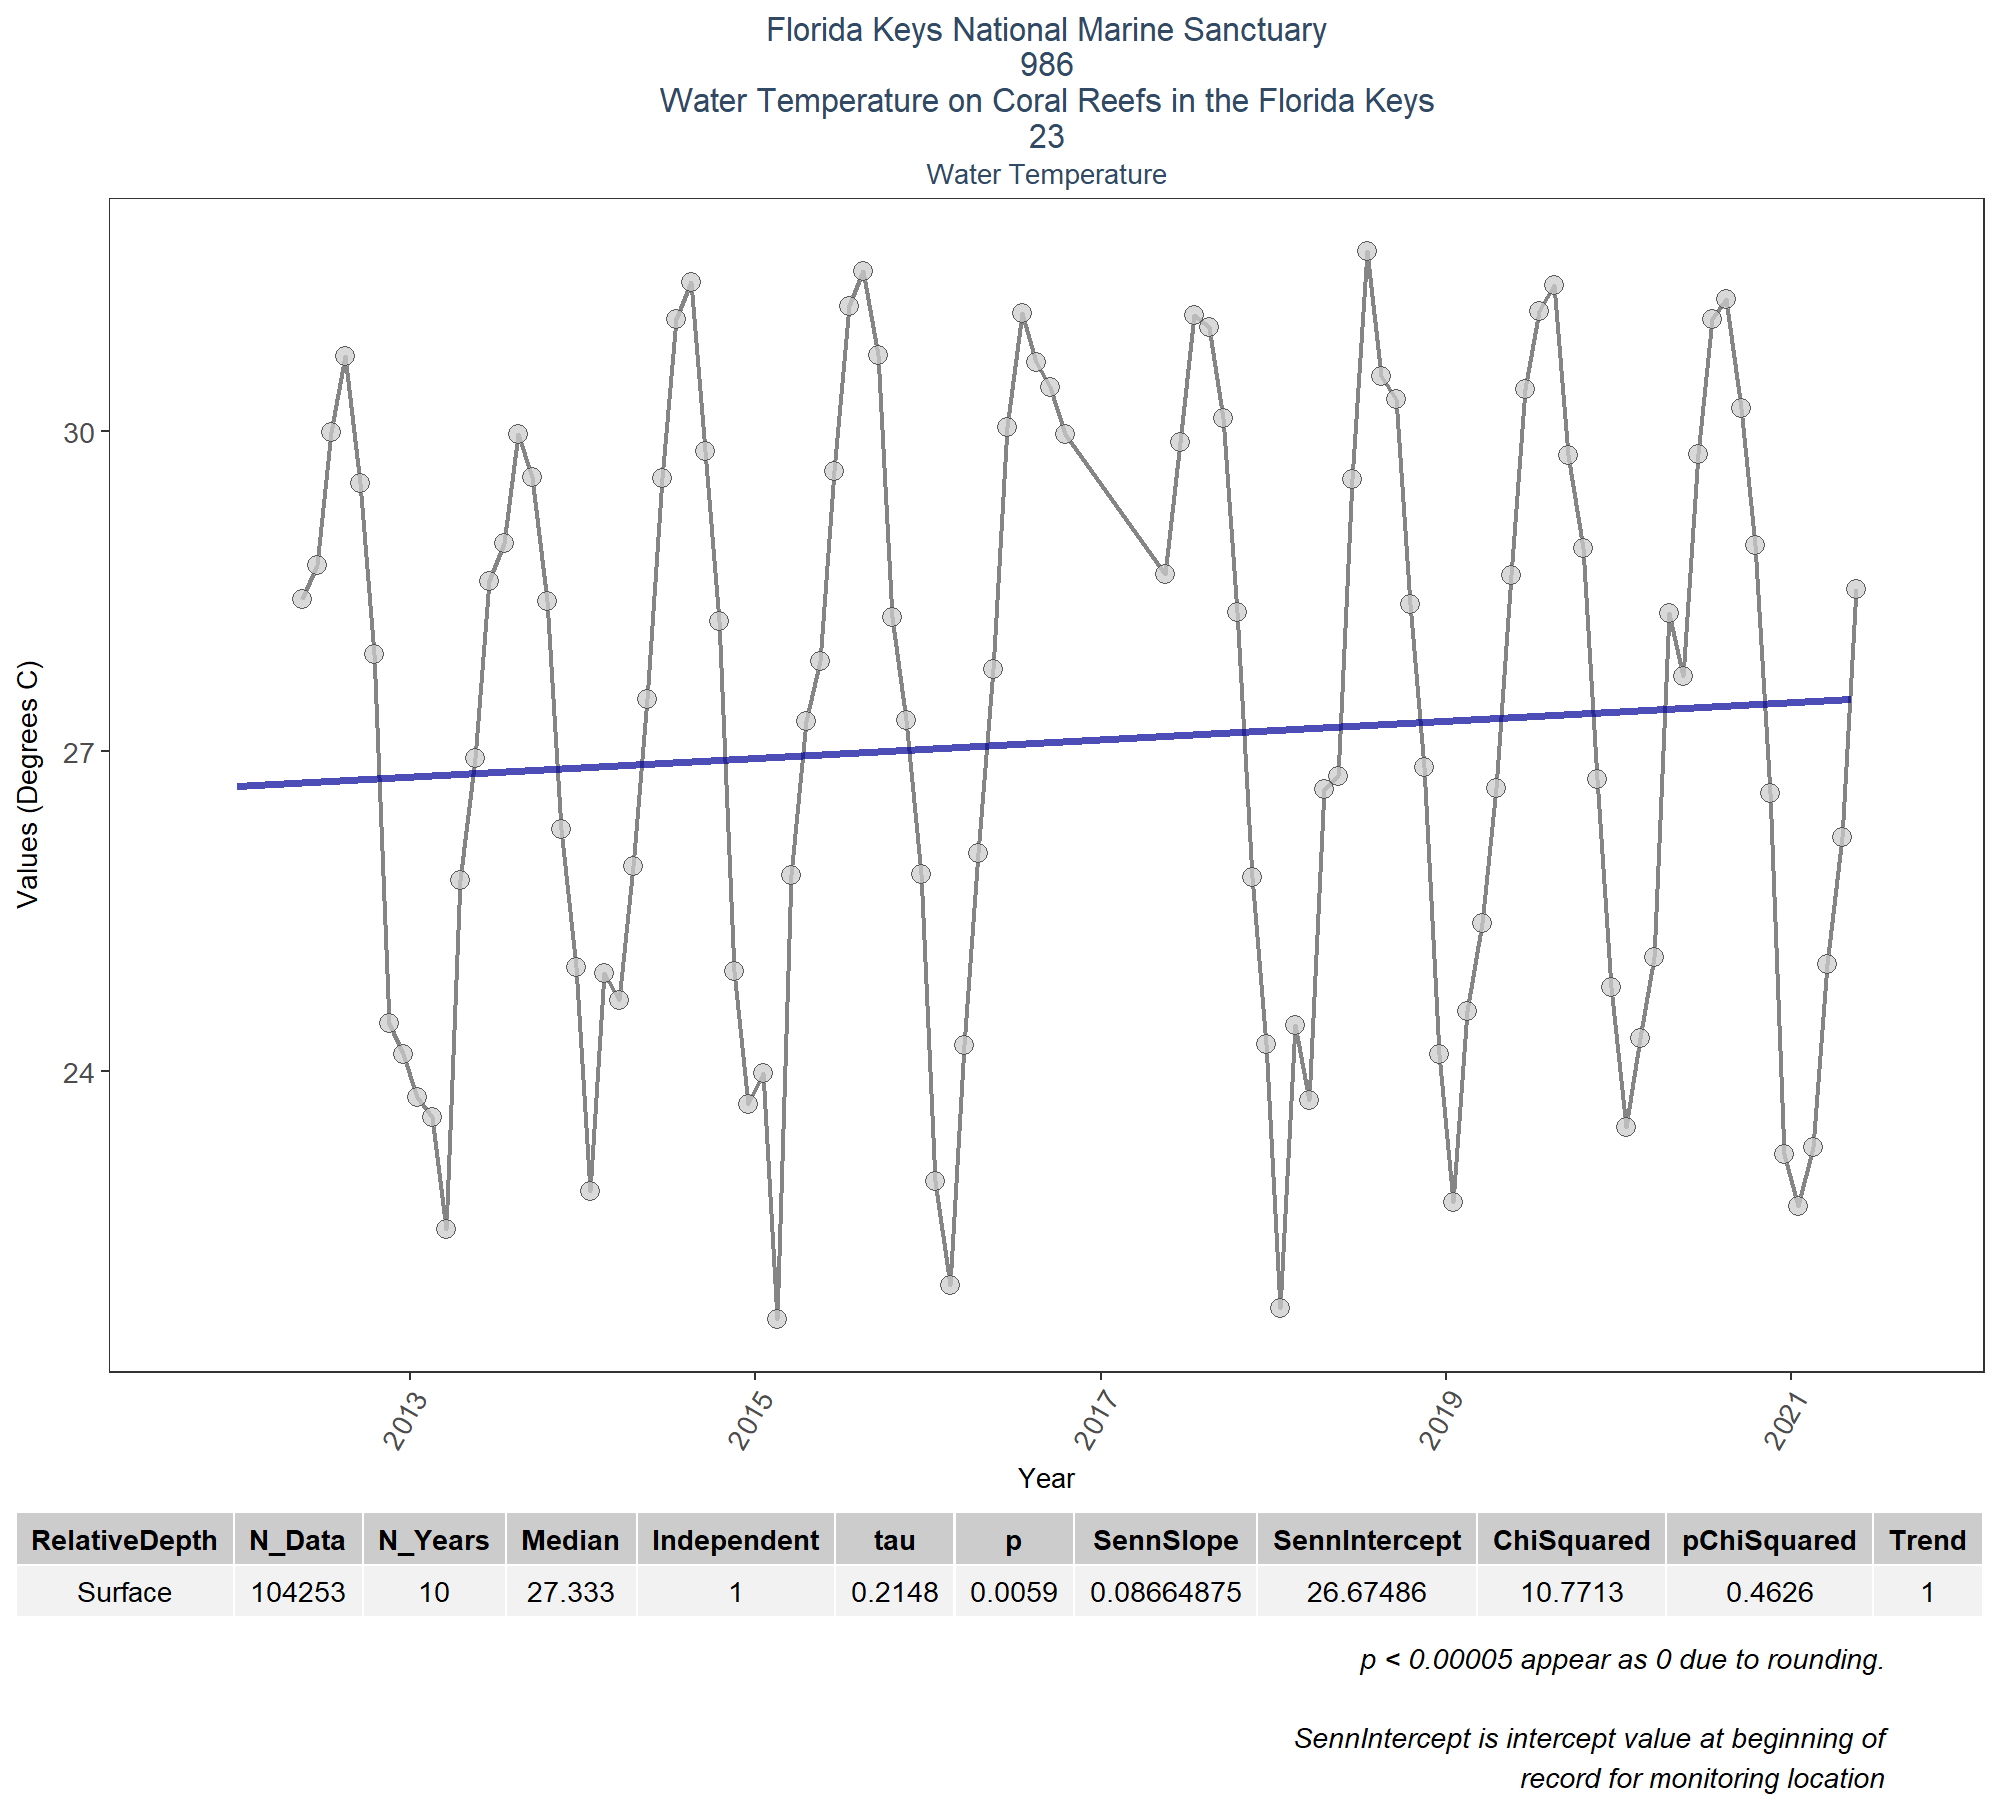 Florida Keys National Marine Sanctuary
986
Water Temperature on Coral Reefs in the Florida Keys
23
Water Temperature
30
27
24
Values (Degrees C)
2013 2015 2017 2019 2021
Year
RelativeDepth N_Data N_Years Median Independent tau p SennSlope SennIntercept ChiSquared pChiSquared Trend
Surface 104253 10 27.333 1 0.2148 0.0059 0.08664875 26.67486 10.7713 0.4626 1
p < 0.00005 appear as 0 due to rounding.
SennIntercept is intercept value at beginning of
record for monitoring location